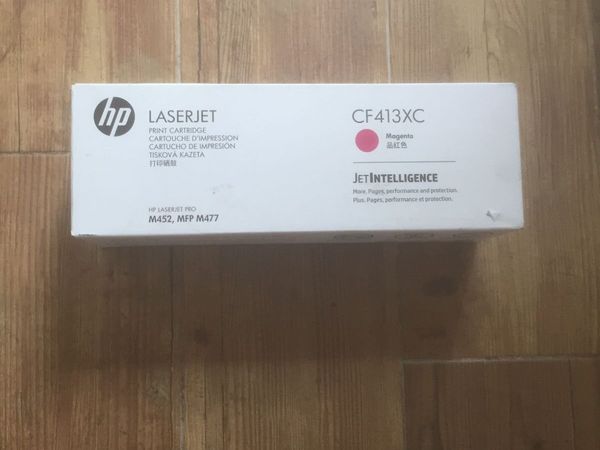 hp
LASERJET
PRINT CARTRIDGE
CARTOUCHE D'IMPRESSION
CARTUCHO DE IMPRESIÓN
TISKOVÁ KAZETA
打印硒鼓
HP LASERJET PRO
M452, MFP M477
CF413XC
Magenta
品红色
JETINTELLIGENCE
More. Pages, performance and protection.
Plus. Pages, performance et protection.